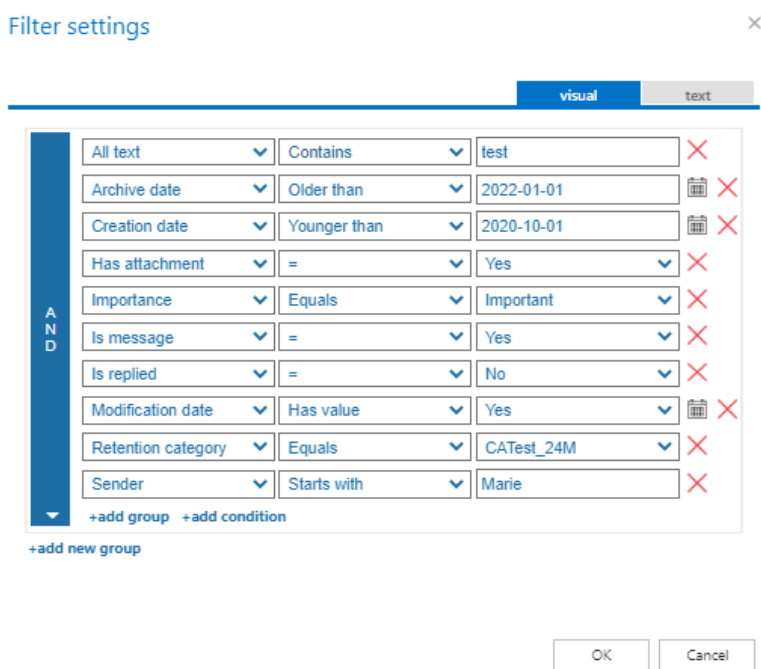 Filter settings
visual text
All text Contains test
Archive date Older than 2022-01-01
Creation date Younger than 2020-10-01
Has attachment = Yes
Importance Equals Important
Is message = Yes
Is replied = No
Modification date Has value Yes
Retention category Equals CATest_24M
Sender Starts with Marie
AND
+add group +add condition
+add new group
OK Cancel